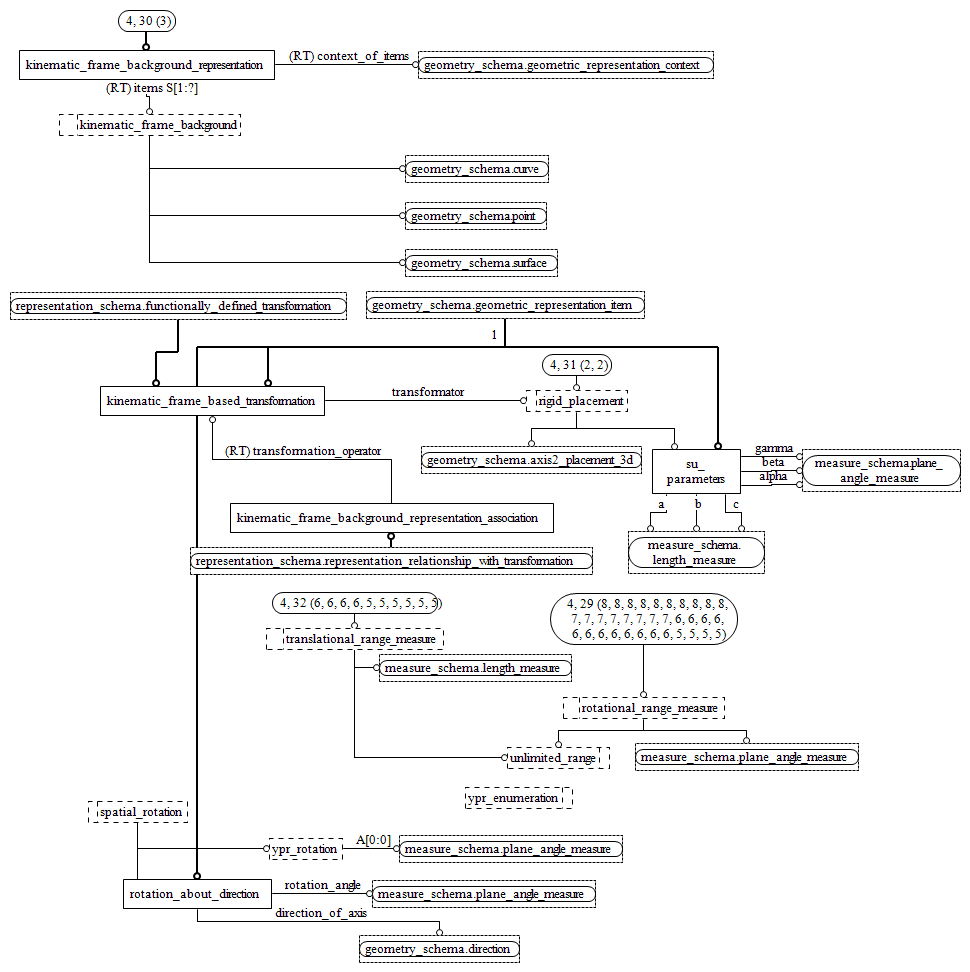 4, 30 (3)
kinematic_frame_background_representation
(RT) context_of_items
geometry_schema.geometric_representation_context
(RT) items S[1:?]
kinematic_frame_background
geometry_schema.curve
geometry_schema.point
geometry_schema.surface
representation_schema.functionally_defined_transformation
geometry_schema.geometric_representation_item
1
4, 31 (2, 2)
kinematic_frame_based_transformation
transformator
rigid_placement
(RT) transformation_operator
geometry_schema.axis2_placement_3d
su_
parameters
gamma
beta
alpha
measure_schema.plane_
angle_measure
a
b
c
kinematic_frame_background_representation_association
measure_schema.
length_measure
representation_schema.representation_relationship_with_transformation
4, 32 (6, 6, 6, 6, 5, 5, 5, 5, 5, 5)
4, 29 (8, 8, 8, 8, 8, 8, 8, 8, 8, 8,
7, 7, 7, 7, 7, 7, 7, 7, 6, 6, 6, 6,
6, 6, 6, 6, 6, 6, 6, 6, 5, 5, 5, 5)
translational_range_measure
measure_schema.length_measure
rotational_range_measure
unlimited_range
measure_schema.plane_angle_measure
ypr_enumeration
spatial_rotation
ypr_rotation
A[0:0]
measure_schema.plane_angle_measure
rotation_about_direction
rotation_angle
measure_schema.plane_angle_measure
direction_of_axis
geometry_schema.direction